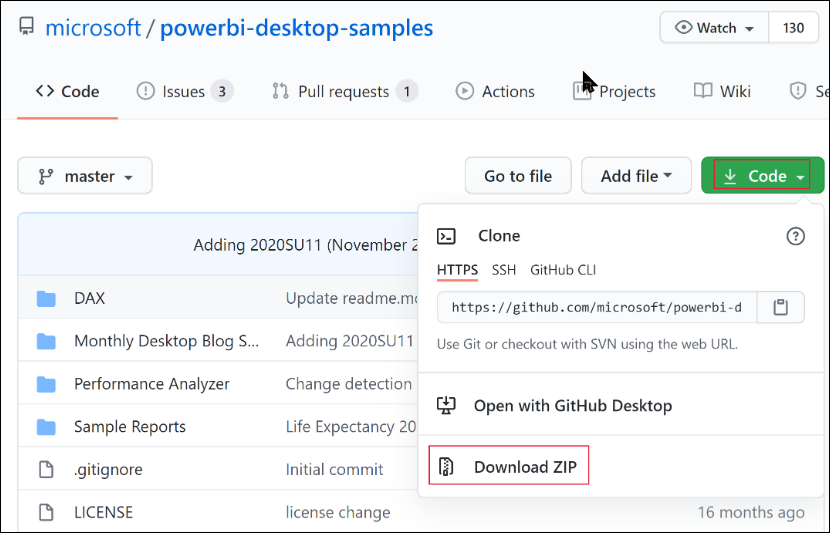 microsoft / powerbi-desktop-samples
Watch 130
Code Issues 3 Pull requests 1 Actions Projects Wiki Se
master Go to file Add file Code
Adding 2020SU11 (November 2
Clone
HTTPS SSH GitHub CLI
https://github.com/microsoft/powerbi-d
Use Git or checkout with SVN using the web URL.
Open with GitHub Desktop
Download ZIP
DAX Update readme.mc
Monthly Desktop Blog S... Adding 2020SU11
Performance Analyzer Change detection
Sample Reports Life Expectancy 20
.gitignore Initial commit
LICENSE license change 16 months ago